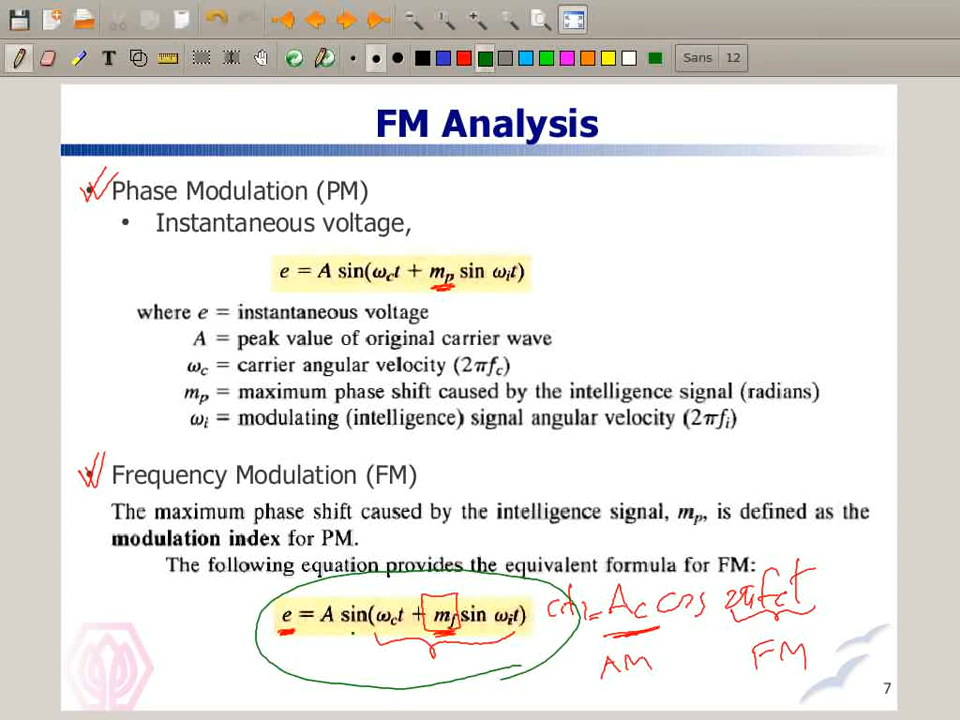 Sans 12
FM Analysis
• Phase Modulation (PM)
• Instantaneous voltage,
e = A sin(ω_c t + m_p sin ω_i t)
where e = instantaneous voltage
A = peak value of original carrier wave
ω_c = carrier angular velocity (2πf_c)
m_p = maximum phase shift caused by the intelligence signal (radians)
ω_i = modulating (intelligence) signal angular velocity (2πf_i)
• Frequency Modulation (FM)
The maximum phase shift caused by the intelligence signal, m_p, is defined as the
modulation index for PM.
The following equation provides the equivalent formula for FM:
e = A sin(ω_c t + m_f sin ω_i t) c(t) = A_c cos 2πf_c t
AM FM
7